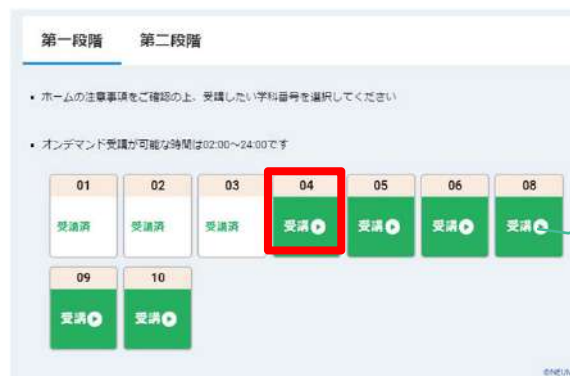 第一段階 第二段階
• ホームの注意事項をご確認の上、受講したい学科番号を選択してください
• オンデマンド受講が可能な時間は02:00～24:00です
01 02 03 04 05 06 08
受講済 受講済 受講済 受講 受講 受講 受講
09 10
受講 受講